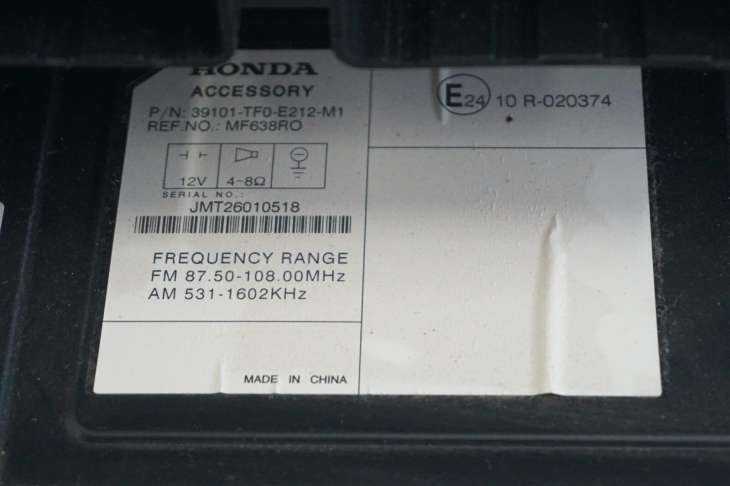 HONDA
ACCESSORY
P/N: 39101-TF0-E212-M1
REF.NO.: MF638RO
12V 4-8Ω
SERIAL NO.:
JMT26010518
FREQUENCY RANGE
FM 87.50-108.00MHz
AM 531-1602KHz
MADE IN CHINA
E24 10 R-020374